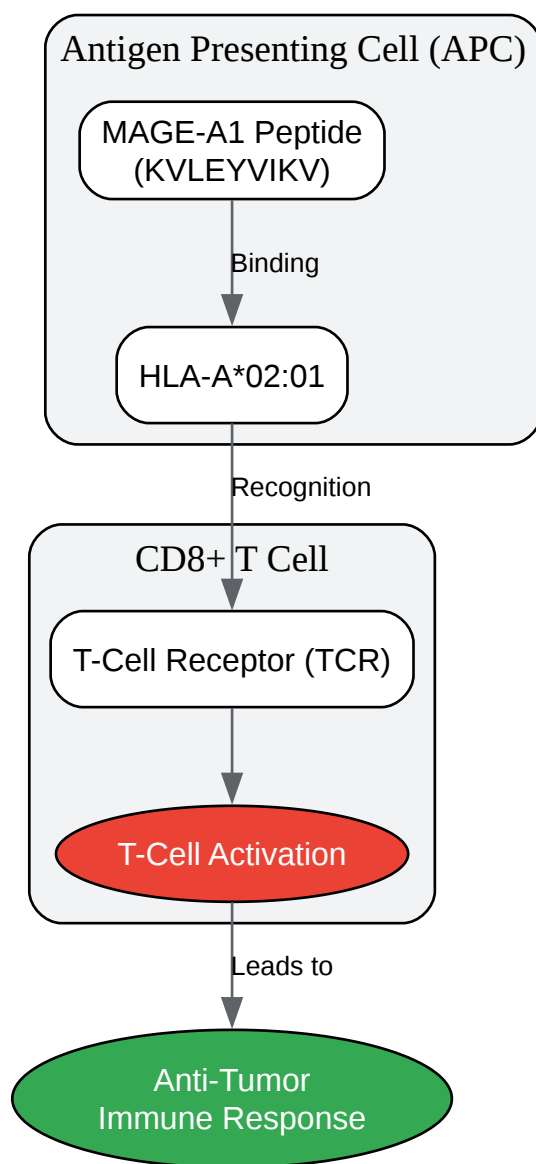 Antigen Presenting Cell (APC)
MAGE-A1 Peptide
(KVLEYVIKV)
Binding
HLA-A*02:01
Recognition
CD8+ T Cell
T-Cell Receptor (TCR)
T-Cell Activation
Leads to
Anti-Tumor
Immune Response